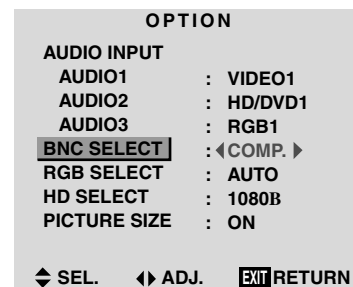 OPTION
AUDIO INPUT
AUDIO1 : VIDEO1
AUDIO2 : HD/DVD1
AUDIO3 : RGB1
BNC SELECT : COMP.
RGB SELECT : AUTO
HD SELECT : 1080B
PICTURE SIZE : ON
SEL. ADJ. EXIT RETURN